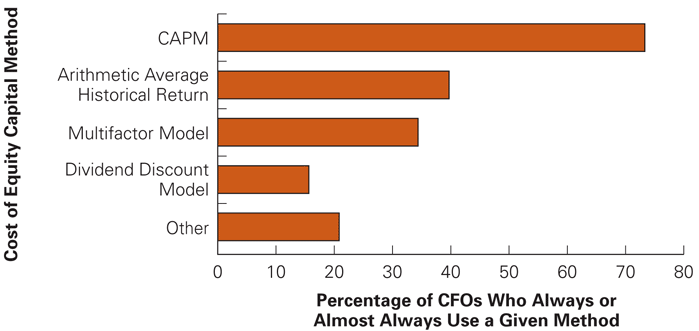 Cost of Equity Capital Method
CAPM
Arithmetic Average
Historical Return
Multifactor Model
Dividend Discount
Model
Other
0 10 20 30 40 50 60 70 80
Percentage of CFOs Who Always or
Almost Always Use a Given Method